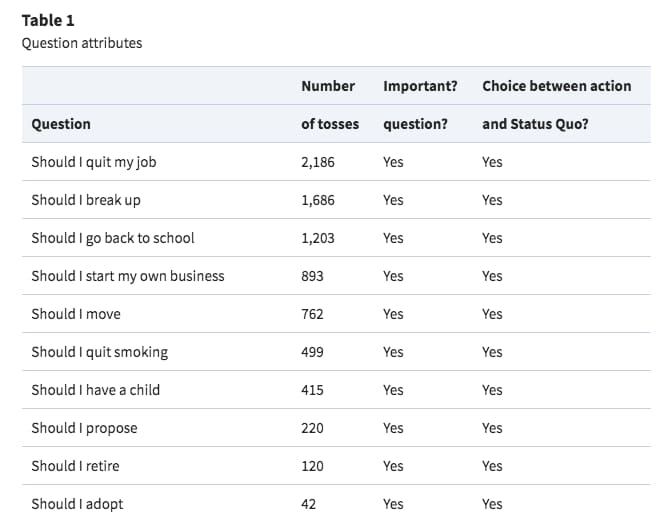 Table 1
Question attributes
Number Important? Choice between action
Question of tosses question? and Status Quo?
Should I quit my job 2,186 Yes Yes
Should I break up 1,686 Yes Yes
Should I go back to school 1,203 Yes Yes
Should I start my own business 893 Yes Yes
Should I move 762 Yes Yes
Should I quit smoking 499 Yes Yes
Should I have a child 415 Yes Yes
Should I propose 220 Yes Yes
Should I retire 120 Yes Yes
Should I adopt 42 Yes Yes